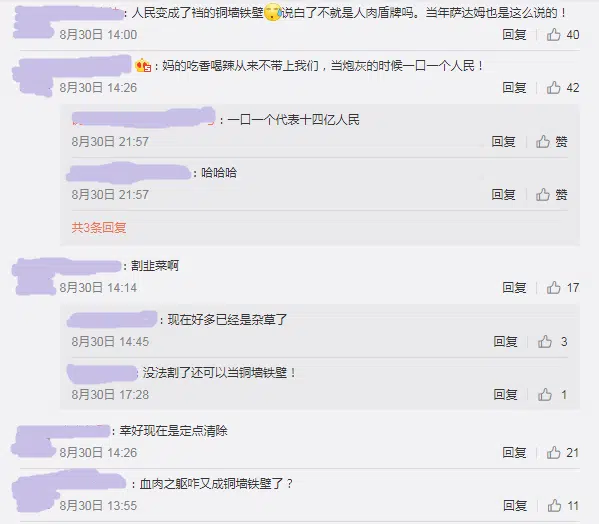 ：人民变成了裆的铜墙铁壁说白了不就是人肉盾牌吗。当年萨达姆也是这么说的！
8月30日 14:00 回复 40
：妈的吃香喝辣从来不带上我们，当炮灰的时候一口一个人民！
8月30日 14:26 回复 42
：一口一个代表十四亿人民
8月30日 21:57 回复 赞
：哈哈哈
8月30日 21:57 回复 赞
共3条回复
：割韭菜啊
8月30日 14:14 回复 17
：现在好多已经是杂草了
8月30日 14:45 回复 3
：没法割了还可以当铜墙铁壁！
8月30日 17:28 回复 1
：幸好现在是定点清除
8月30日 14:26 回复 21
：血肉之躯咋又成铜墙铁壁了？
8月30日 13:55 回复 11